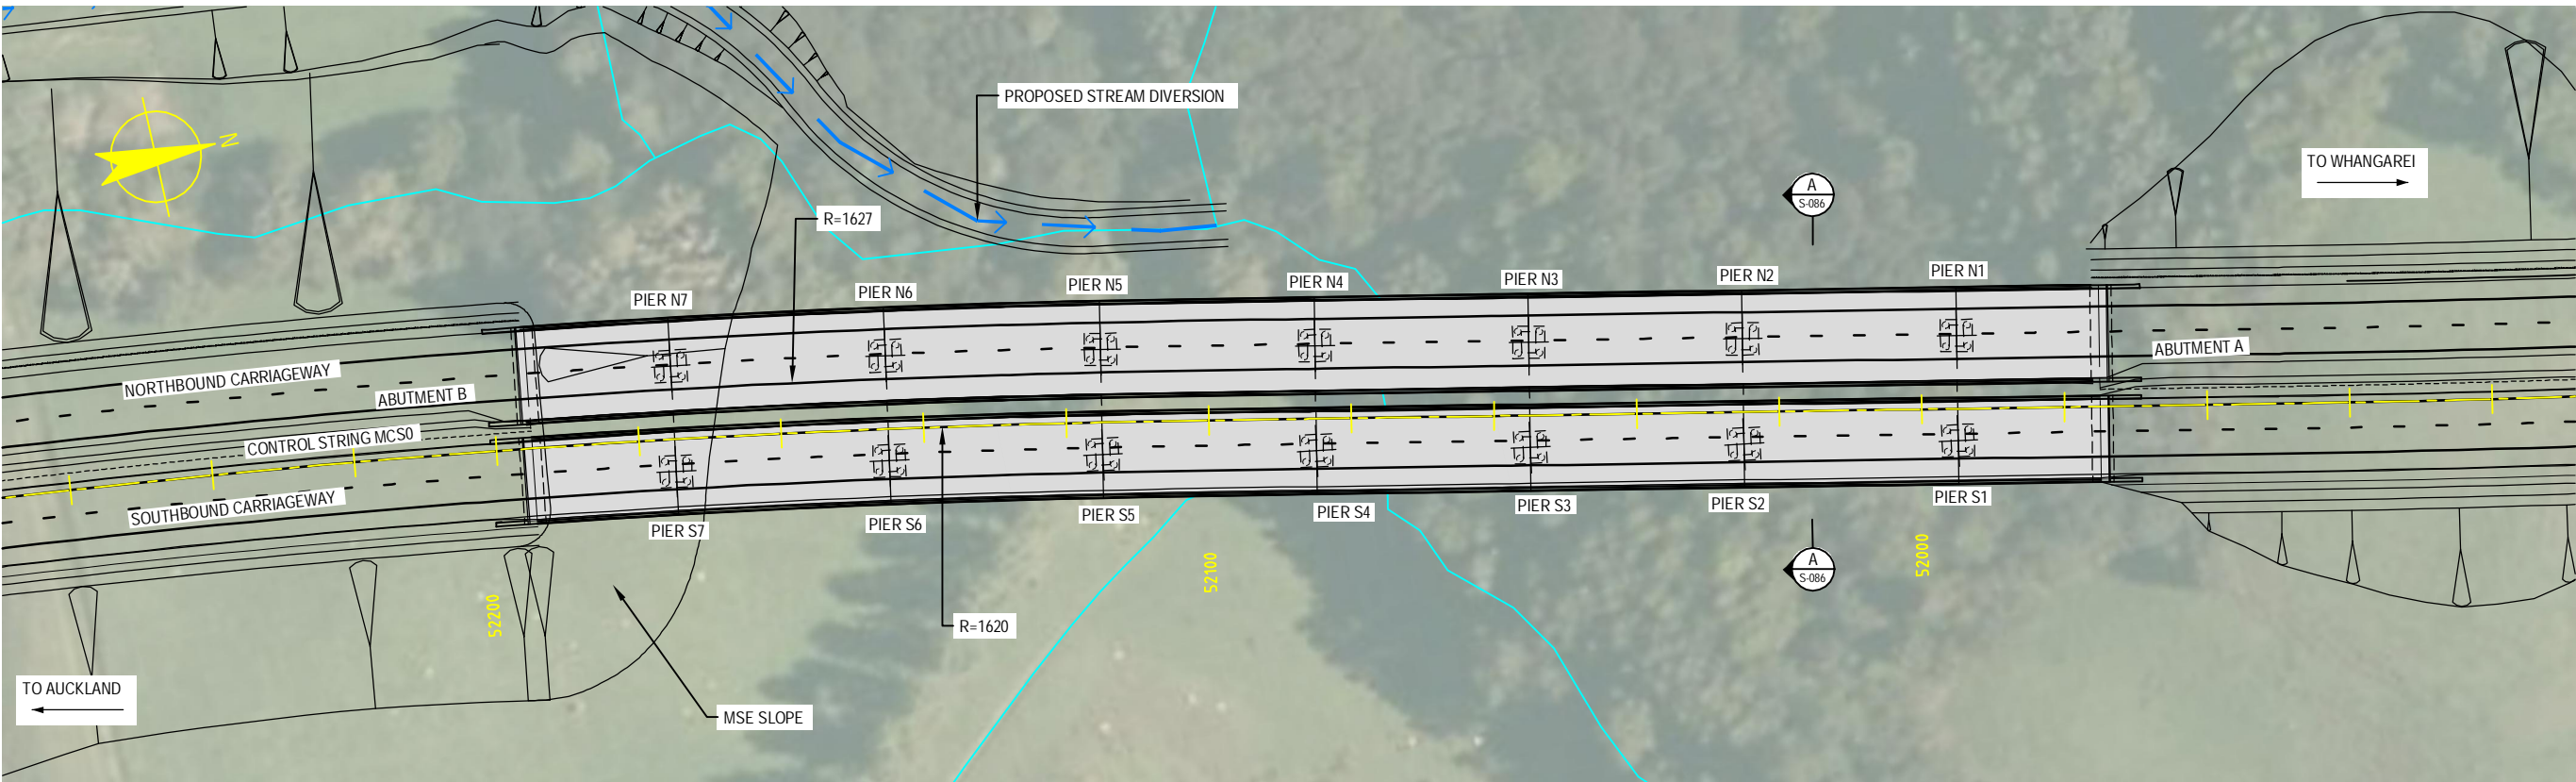 PROPOSED STREAM DIVERSION
N
TO WHANGAREI
A
S-086
R=1627
PIER N7
PIER N6
PIER N5
PIER N4
PIER N3
PIER N2
PIER N1
NORTHBOUND CARRIAGEWAY
ABUTMENT B
ABUTMENT A
CONTROL STRING MCS0
SOUTHBOUND CARRIAGEWAY
PIER S7
PIER S6
PIER S5
PIER S4
PIER S3
PIER S2
PIER S1
52200
52100
52000
A
S-086
R=1620
TO AUCKLAND
MSE SLOPE